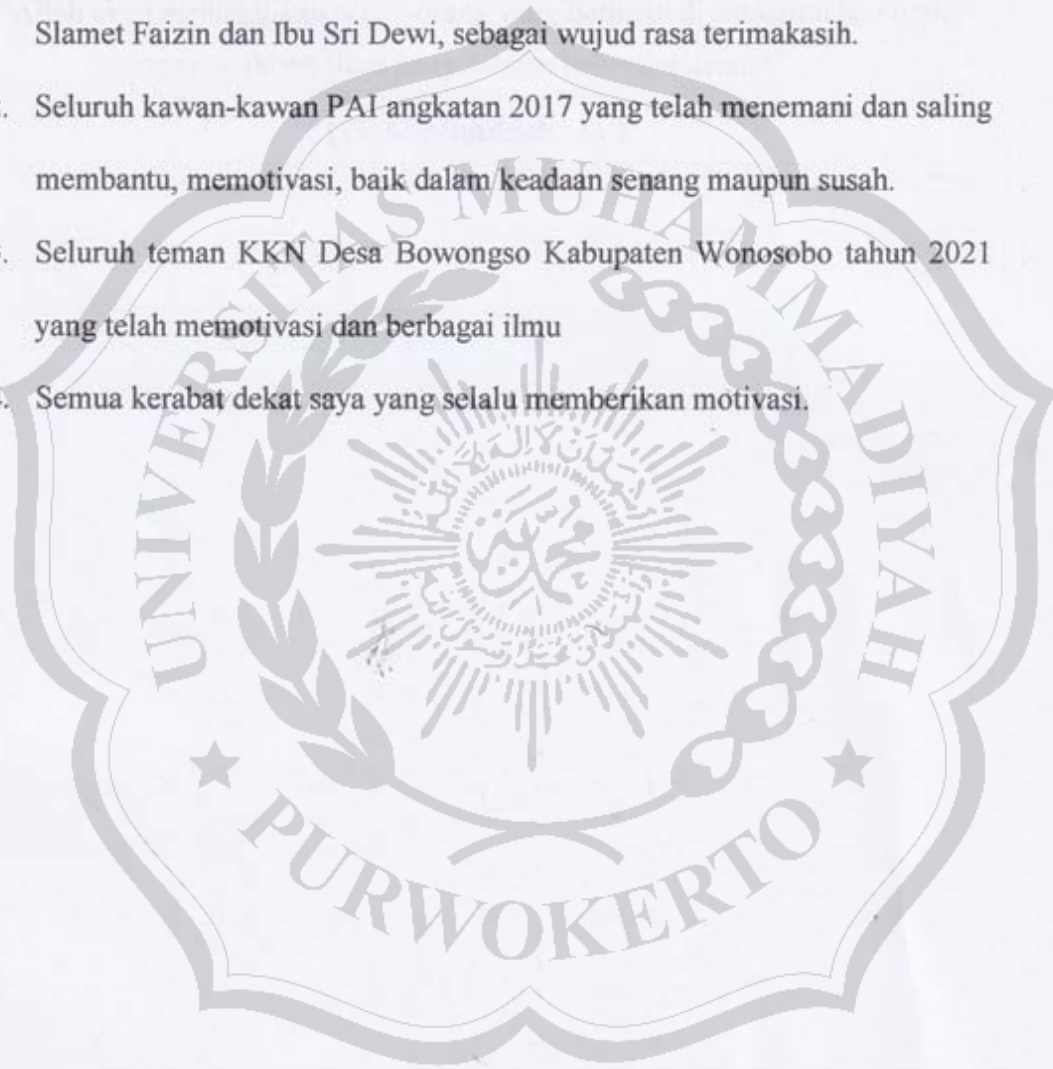 Slamet Faizin dan Ibu Sri Dewi, sebagai wujud rasa terimakasih.
Seluruh kawan-kawan PAI angkatan 2017 yang telah menemani dan saling
membantu, memotivasi, baik dalam keadaan senang maupun susah.
Seluruh teman KKN Desa Bowongso Kabupaten Wonosobo tahun 2021
yang telah memotivasi dan berbagai ilmu
Semua kerabat dekat saya yang selalu memberikan motivasi.
UNIVERSITAS MUHAMMADIYAH
PURWOKERTO